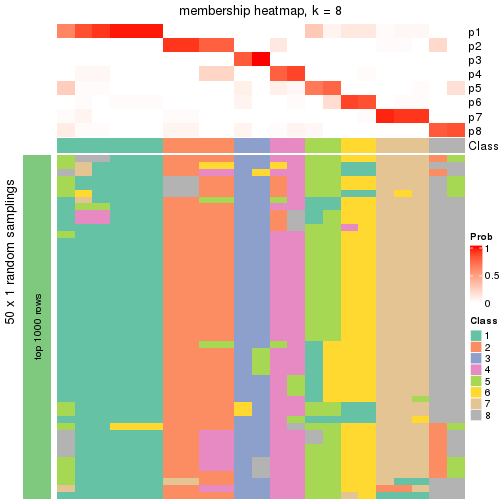 membership heatmap, k = 8
p1
p2
p3
p4
p5
p6
p7
p8
Class
50 x 1 random samplings
top 1000 rows
Prob
1
0.5
0
Class
1
2
3
4
5
6
7
8